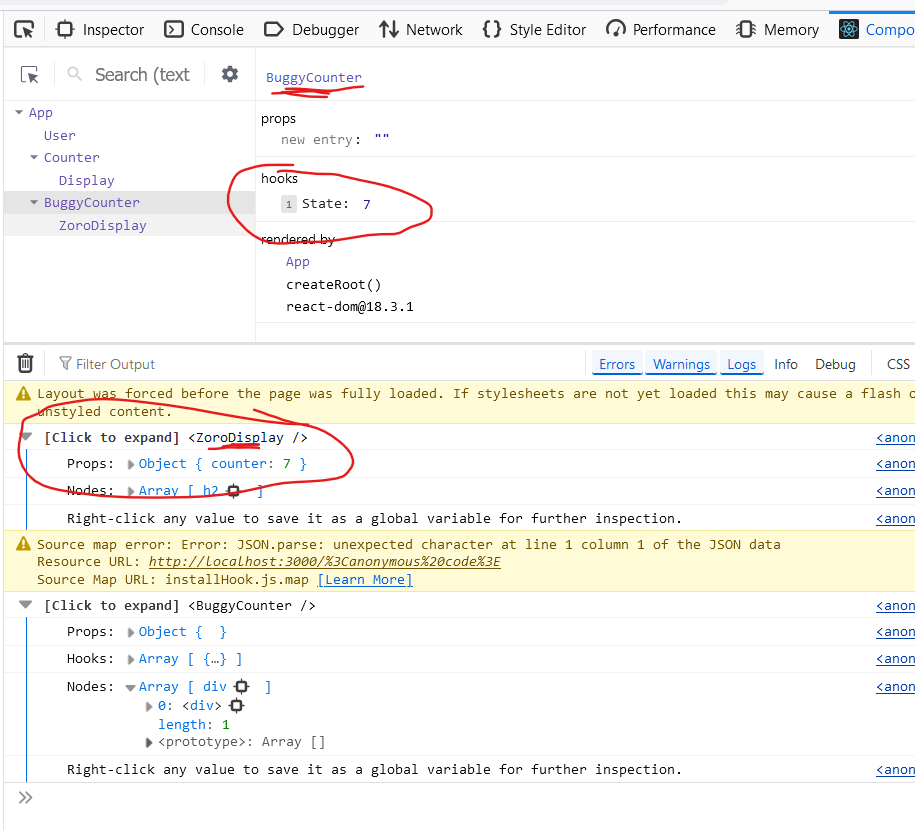 Inspector Console Debugger Network Style Editor Performance Memory Compo
Search (text
BuggyCounter
App
User
Counter
Display
BuggyCounter
ZoroDisplay
props
new entry: ""
hooks
1 State: 7
rendered by
App
createRoot()
react-dom@18.3.1
Filter Output Errors Warnings Logs Info Debug CSS
Layout was forced before the page was fully loaded. If stylesheets are not yet loaded this may cause a flash o
unstyled content.
[Click to expand] <ZoroDisplay /> <anon
Props: Object { counter: 7 } <anon
Nodes: Array [ h2 ] <anon
Right-click any value to save it as a global variable for further inspection. <anon
Source map error: Error: JSON.parse: unexpected character at line 1 column 1 of the JSON data
Resource URL: http://localhost:3000/%3Canonymous%20code%3E
Source Map URL: installHook.js.map [Learn More]
[Click to expand] <BuggyCounter /> <anon
Props: Object { } <anon
Hooks: Array [ {…} ] <anon
Nodes: Array [ div ] <anon
0: <div>
length: 1
<prototype>: Array []
Right-click any value to save it as a global variable for further inspection. <anon